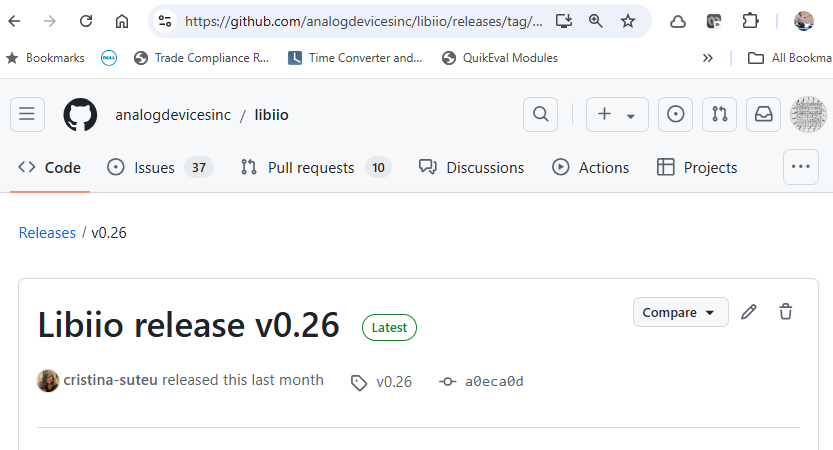 https://github.com/analogdevicesinc/libiio/releases/tag/...
Bookmarks DELL Trade Compliance R... Time Converter and... QuikEval Modules » All Bookma
analogdevicesinc / libiio
Code Issues 37 Pull requests 10 Discussions Actions Projects ...
Releases / v0.26
Libiio release v0.26 Latest Compare
cristina-suteu released this last month v0.26 a0eca0d